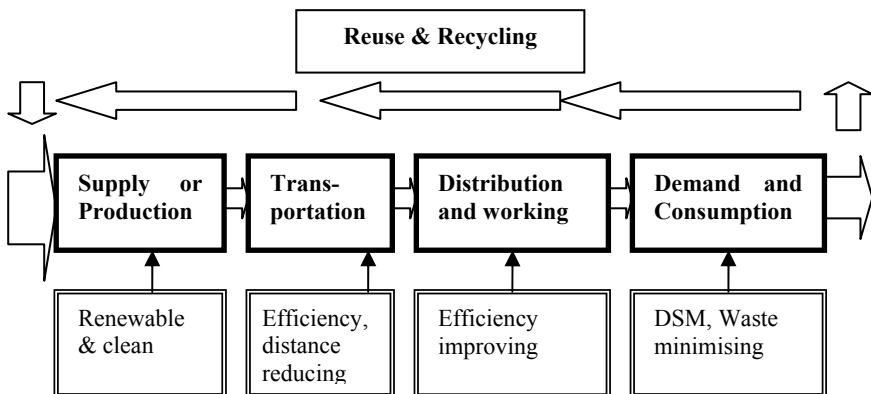 Reuse & Recycling
Supply or
Production
Trans-
portation
Distribution
and working
Demand and
Consumption
Renewable
& clean
Efficiency,
distance
reducing
Efficiency
improving
DSM, Waste
minimising